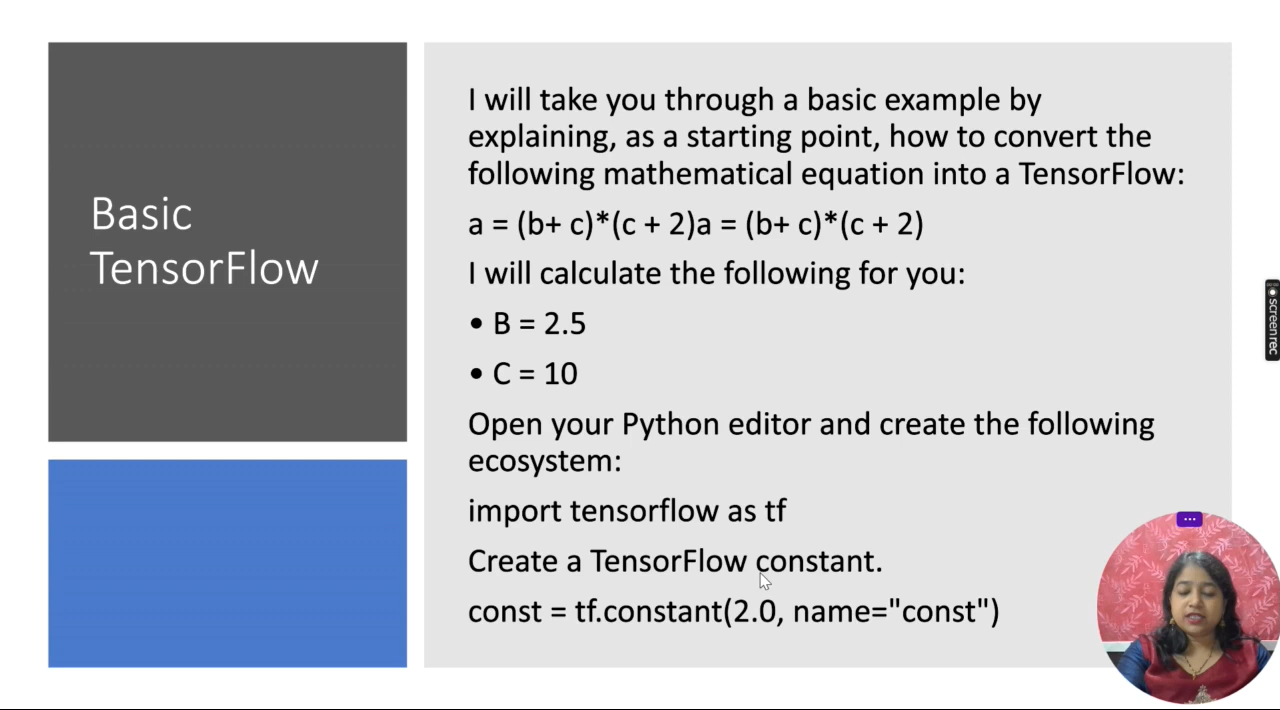 Basic
TensorFlow
I will take you through a basic example by
explaining, as a starting point, how to convert the
following mathematical equation into a TensorFlow:
a = (b+ c)*(c + 2)a = (b+ c)*(c + 2)
I will calculate the following for you:
• B = 2.5
• C = 10
Open your Python editor and create the following
ecosystem:
import tensorflow as tf
Create a TensorFlow constant.
const = tf.constant(2.0, name="const")
screenrec